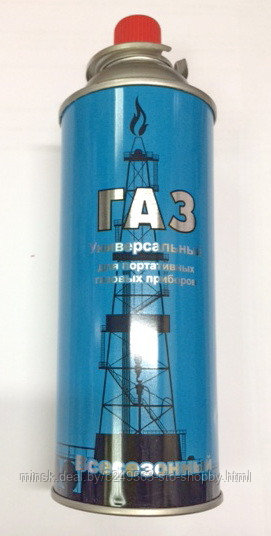 ГАЗ
универсальный
для портативных
газовых приборов
Всесезонный